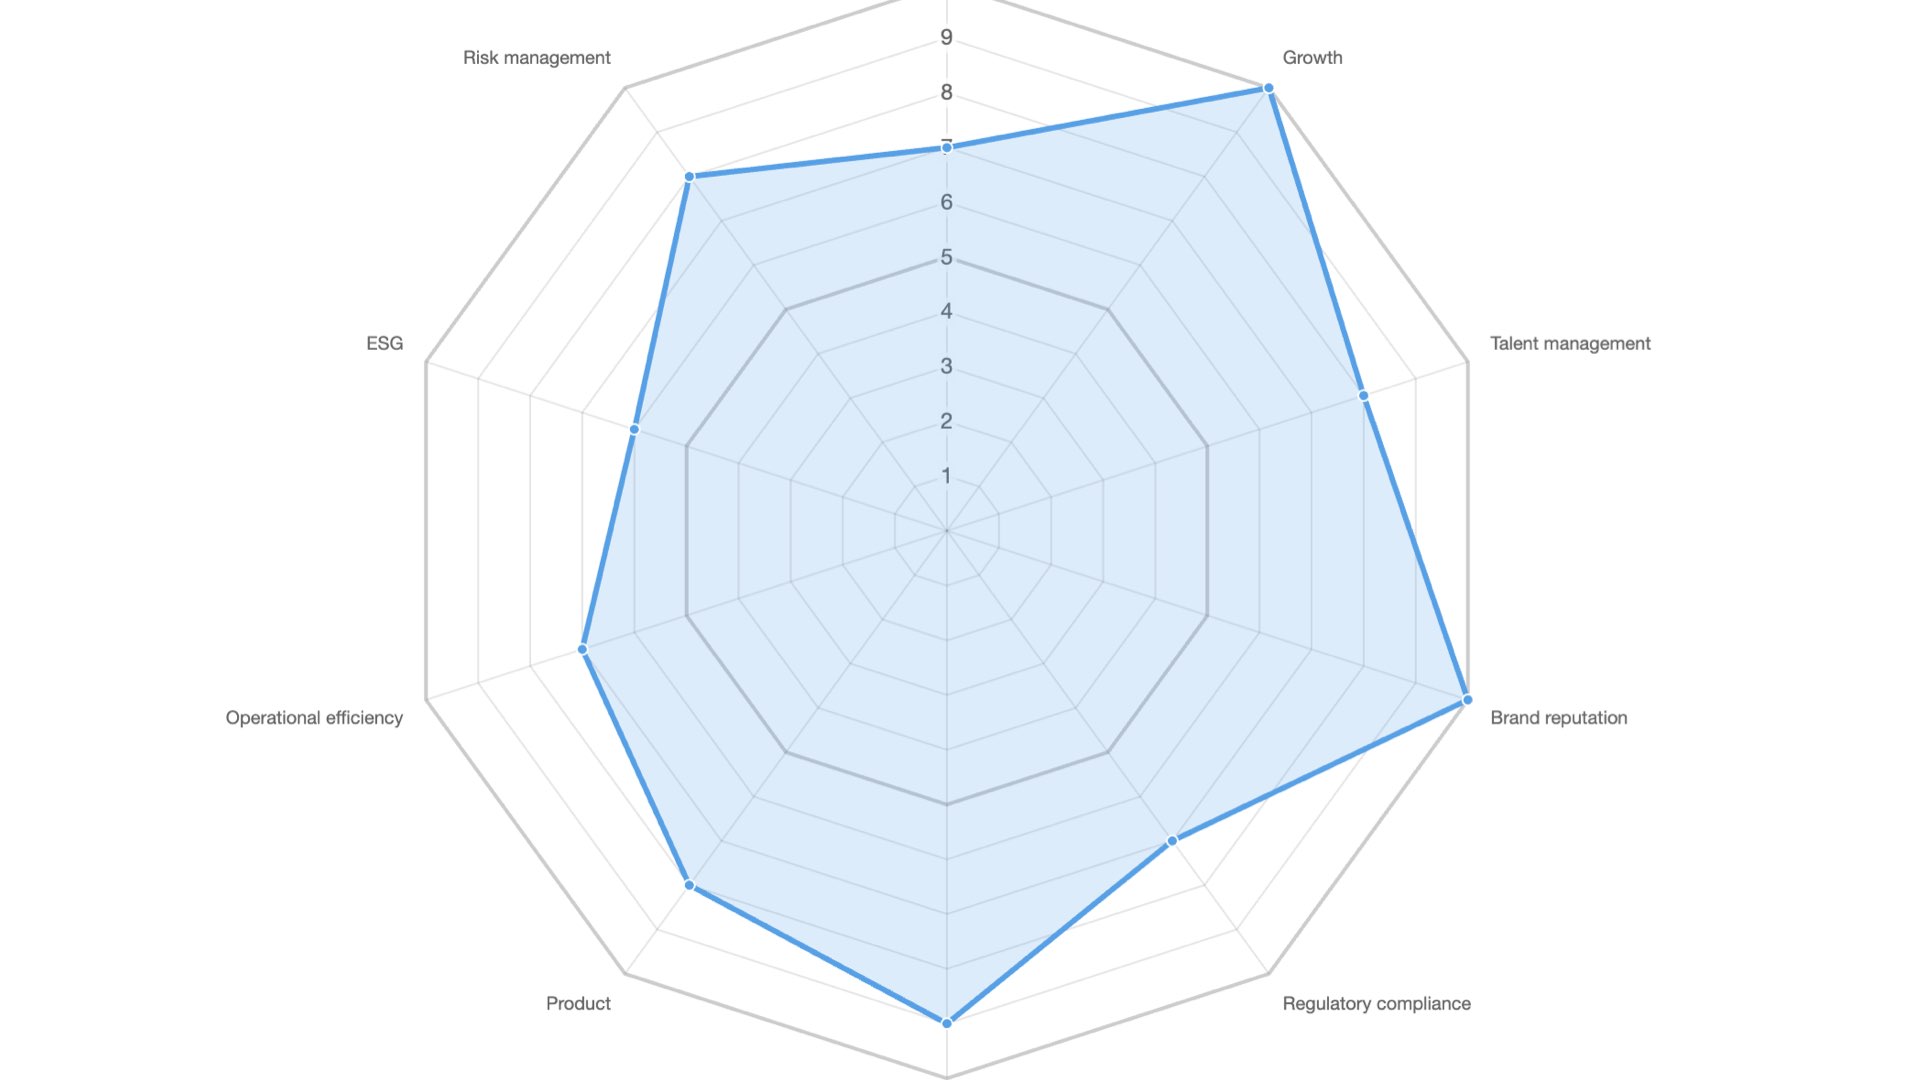 9
Risk management
Growth
8
7
6
5
ESG
Talent management
4
3
2
1
Operational efficiency
Brand reputation
Product
Regulatory compliance